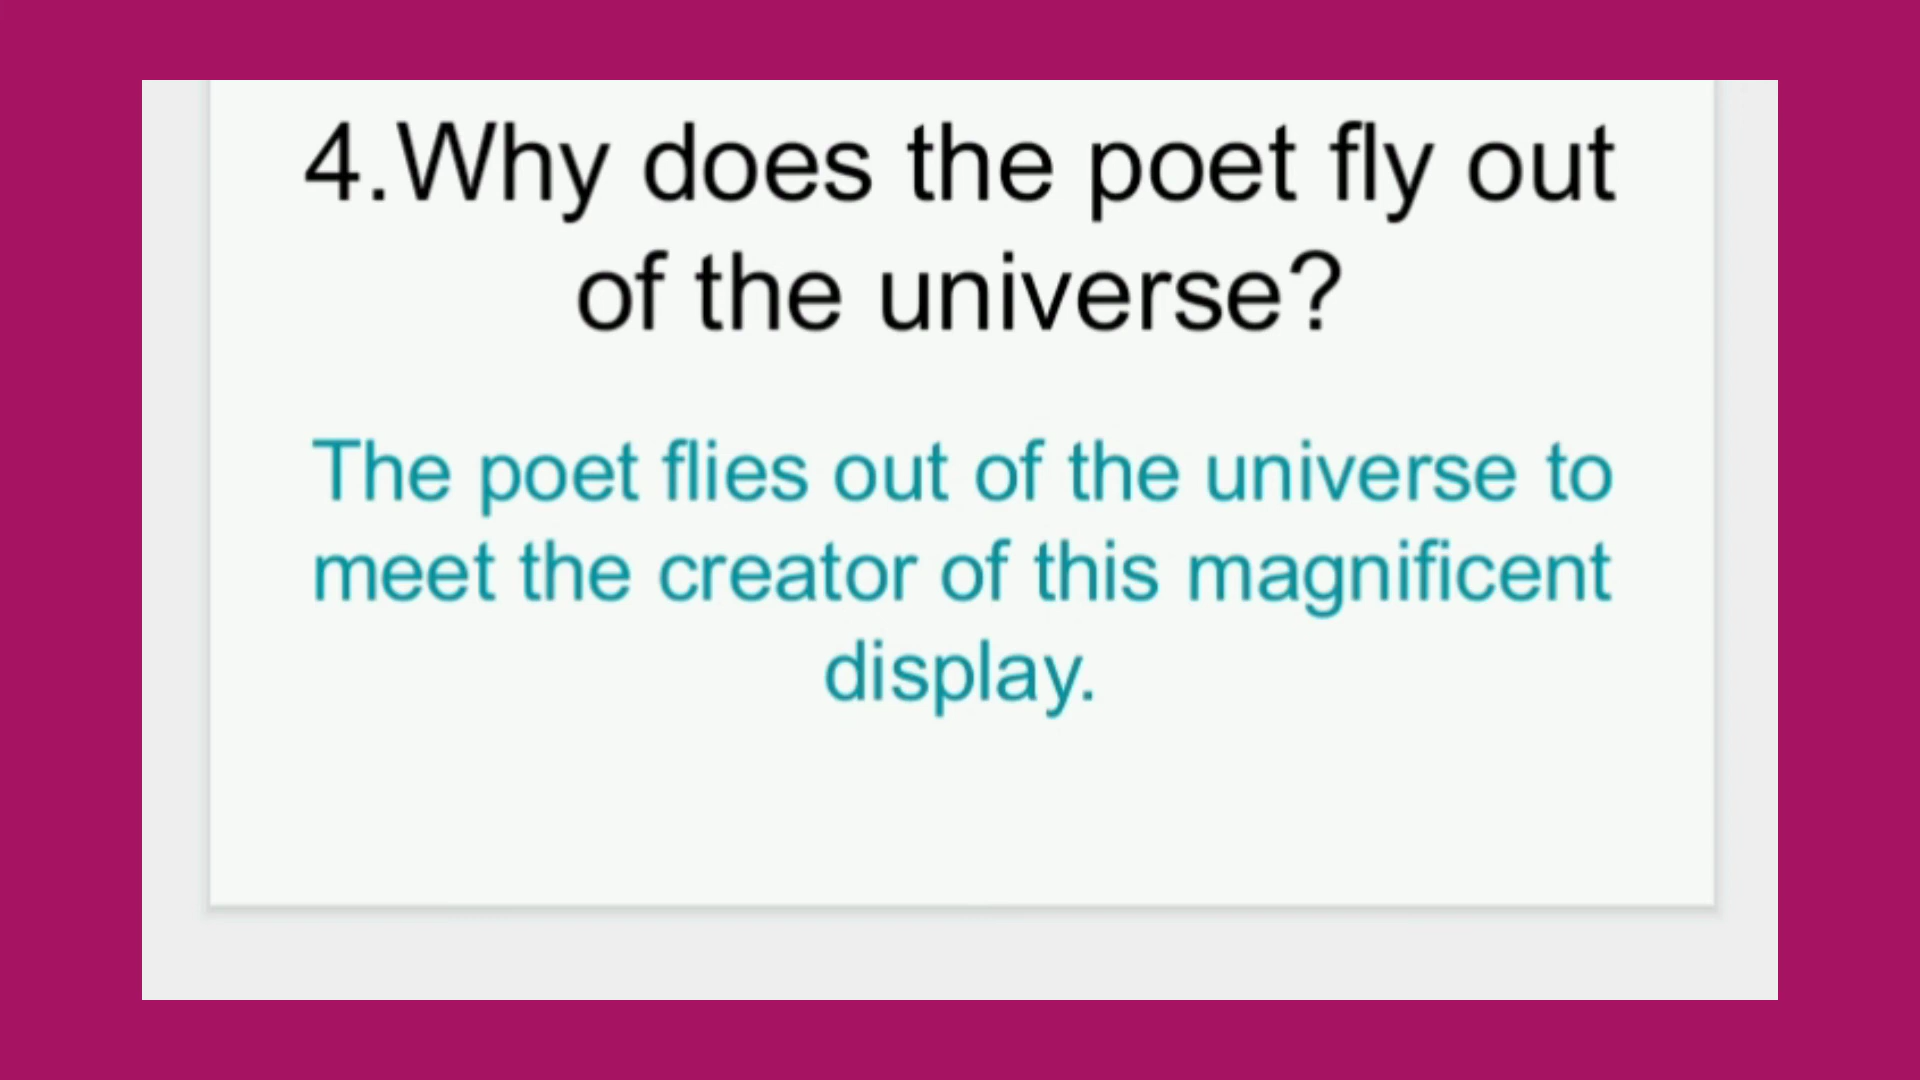 4.Why does the poet fly out
of the universe?
The poet flies out of the universe to
meet the creator of this magnificent
display.